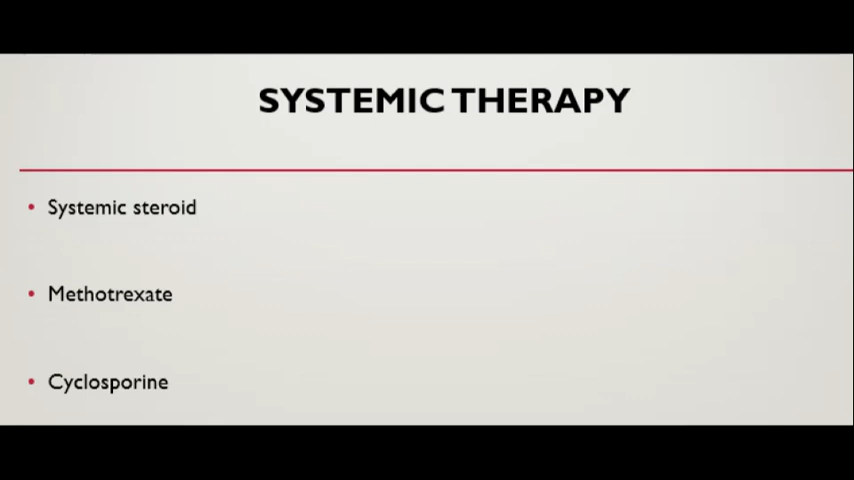 SYSTEMIC THERAPY
• Systemic steroid
• Methotrexate
• Cyclosporine